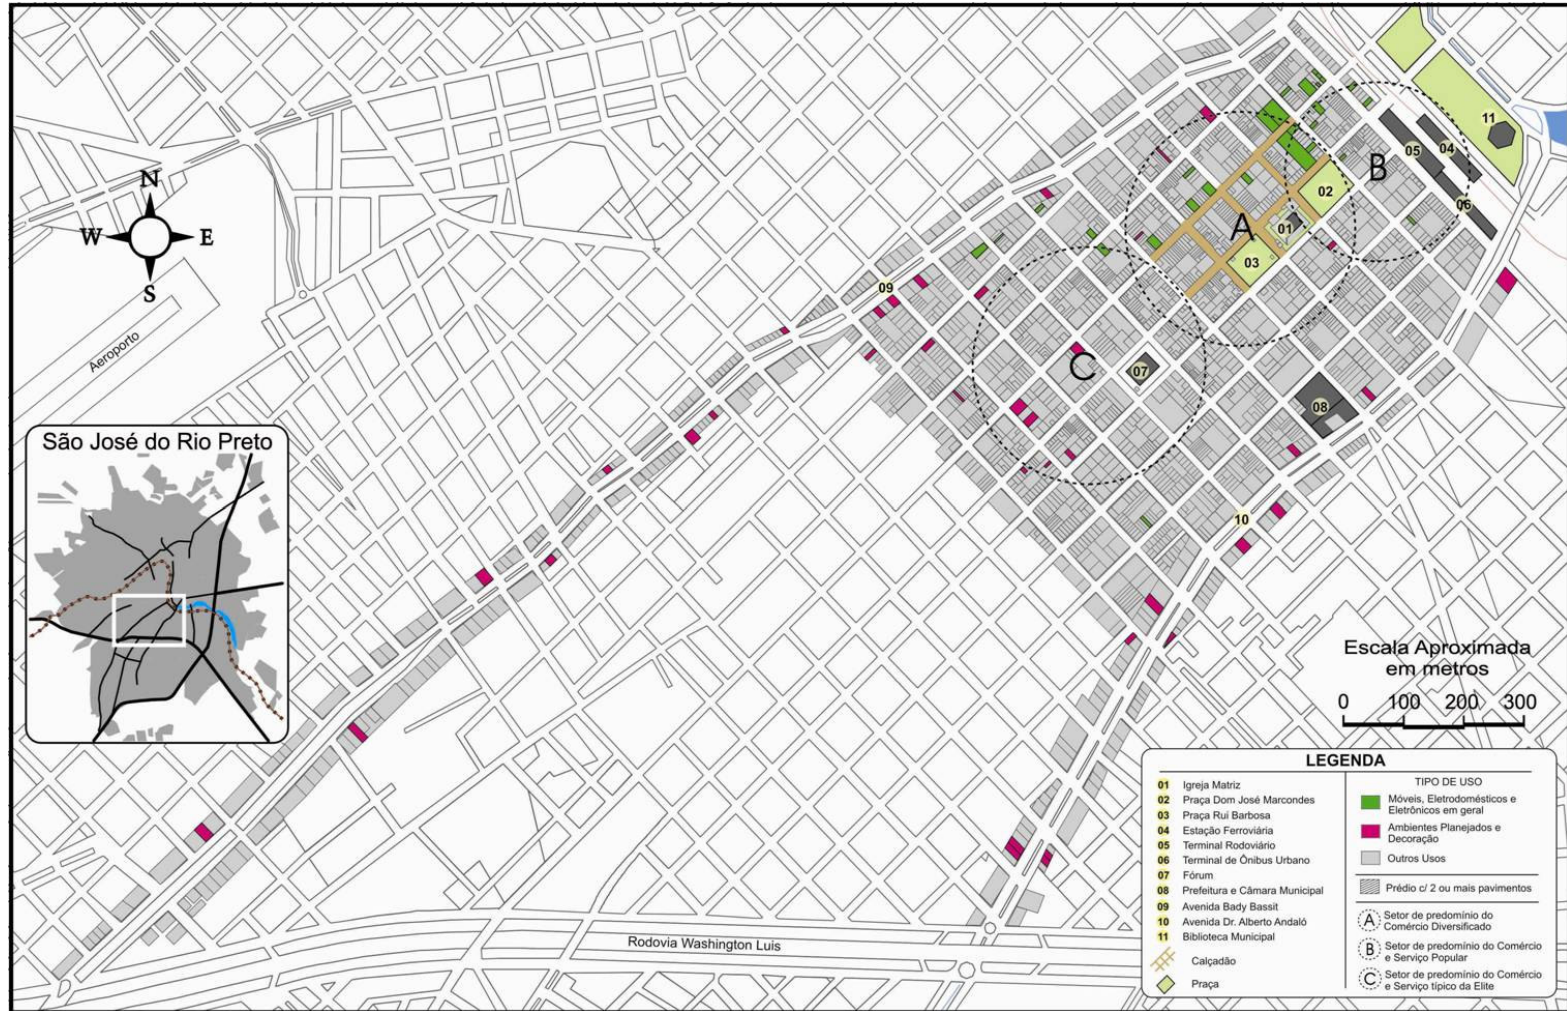 11
05
04
B
02
06
A
01
03
N
W
E
S
09
Aeroporto
C
07
08
São José do Rio Preto
10
Escala Aproximada
em metros
0 100 200 300
Rodovia Washington Luis
LEGENDA
01 Igreja Matriz
02 Praça Dom José Marcondes
03 Praça Rui Barbosa
04 Estação Ferroviária
05 Terminal Rodoviário
06 Terminal de Ônibus Urbano
07 Fórum
08 Prefeitura e Câmara Municipal
09 Avenida Bady Bassit
10 Avenida Dr. Alberto Andaló
11 Biblioteca Municipal
Calçadão
Praça
TIPO DE USO
Móveis, Eletrodomésticos e
Eletrônicos em geral
Ambientes Planejados e
Decoração
Outros Usos
Prédio c/ 2 ou mais pavimentos
A Setor de predomínio do
Comércio Diversificado
B Setor de predomínio do Comércio
e Serviço Popular
C Setor de predomínio do Comércio
e Serviço típico da Elite